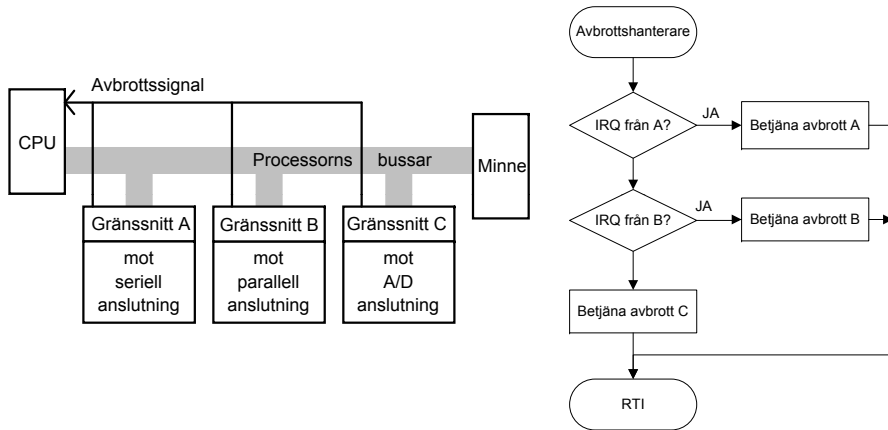 Avbrottssignal
CPU
Processorns bussar
Minne
Gränssnitt A
mot
seriell
anslutning
Gränssnitt B
mot
parallell
anslutning
Gränssnitt C
mot
A/D
anslutning
Avbrottshanterare
IRQ från A?
JA
Betjäna avbrott A
IRQ från B?
JA
Betjäna avbrott B
Betjäna avbrott C
RTI